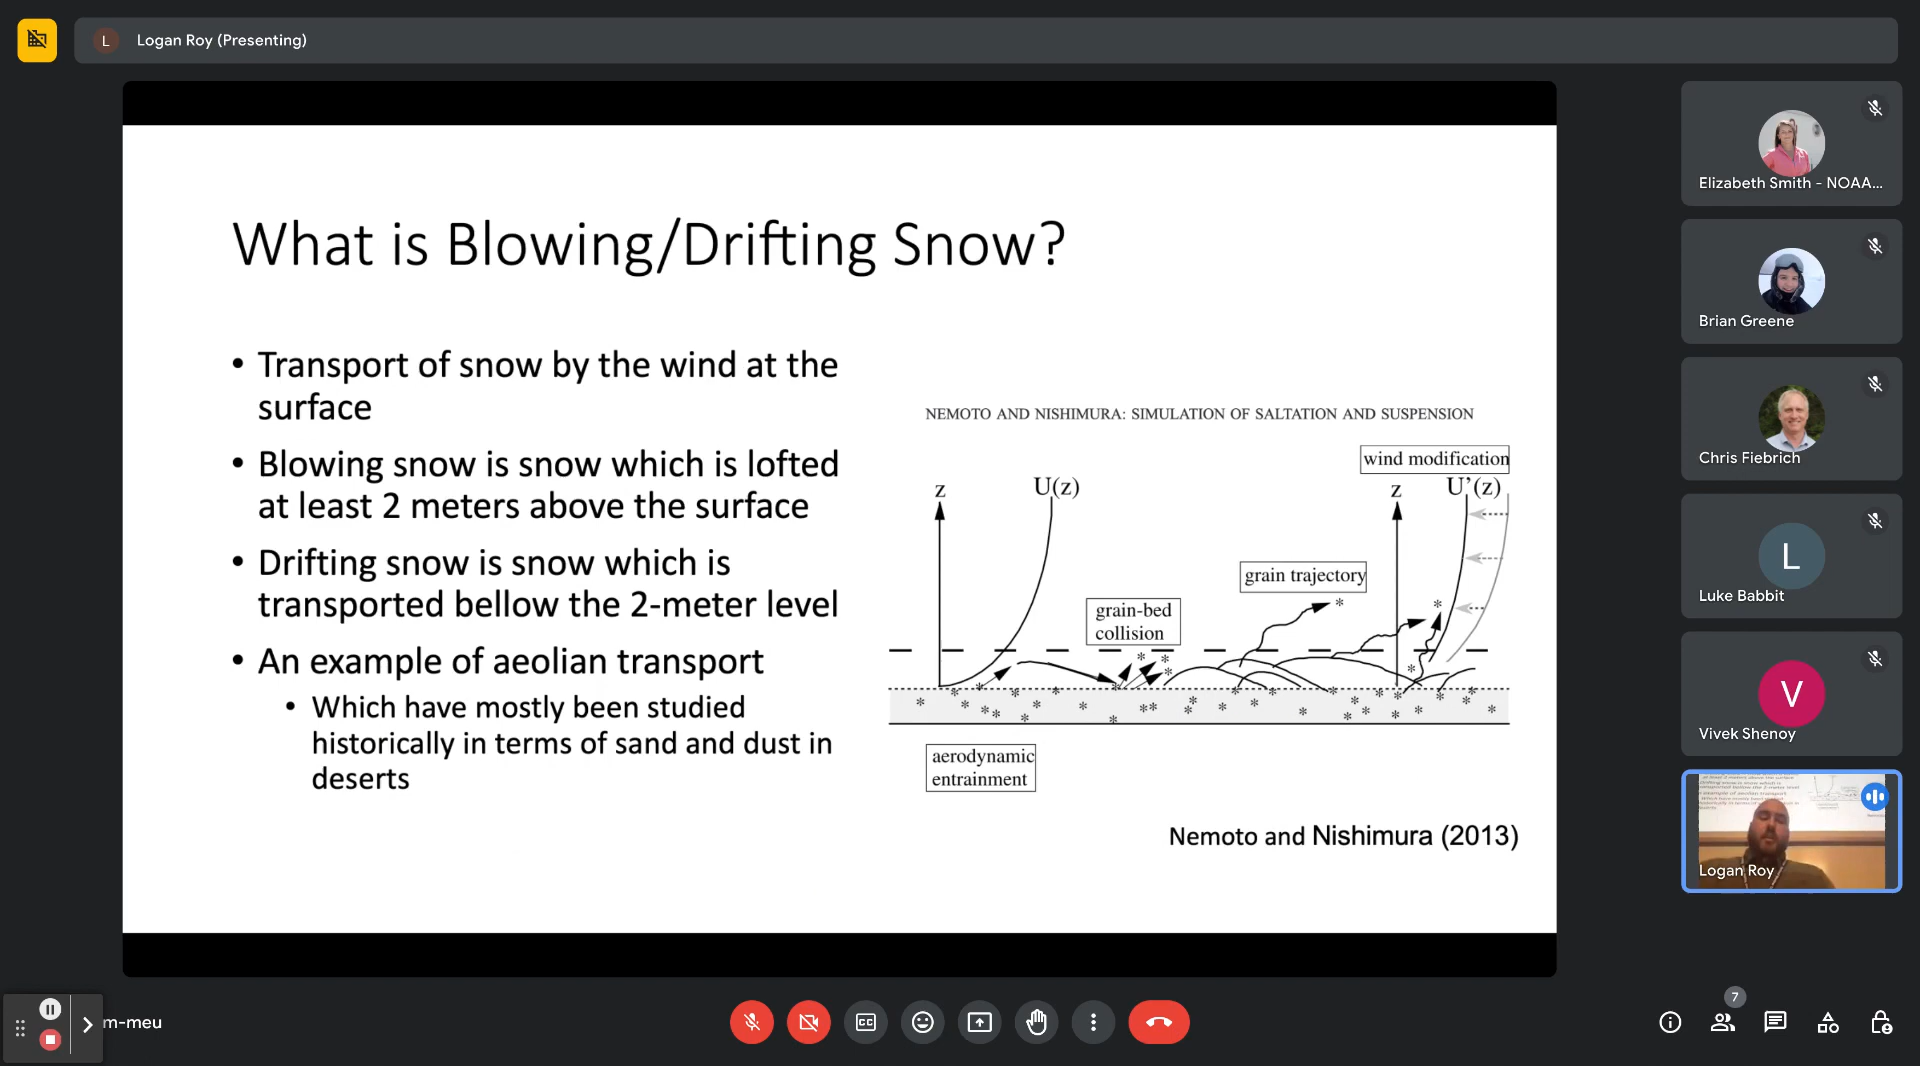 L Logan Roy (Presenting)
What is Blowing/Drifting Snow?
• Transport of snow by the wind at the
surface
• Blowing snow is snow which is lofted
at least 2 meters above the surface
• Drifting snow is snow which is
transported bellow the 2-meter level
• An example of aeolian transport
• Which have mostly been studied
historically in terms of sand and dust in
deserts
NEMOTO AND NISHIMURA: SIMULATION OF SALTATION AND SUSPENSION
wind modification
z
U(z)
z
U'(z)
grain trajectory
grain-bed
collision
aerodynamic
entrainment
Nemoto and Nishimura (2013)
Elizabeth Smith - NOAA...
Brian Greene
Chris Fiebrich
L
Luke Babbit
V
Vivek Shenoy
Logan Roy
m-meu
CC
7